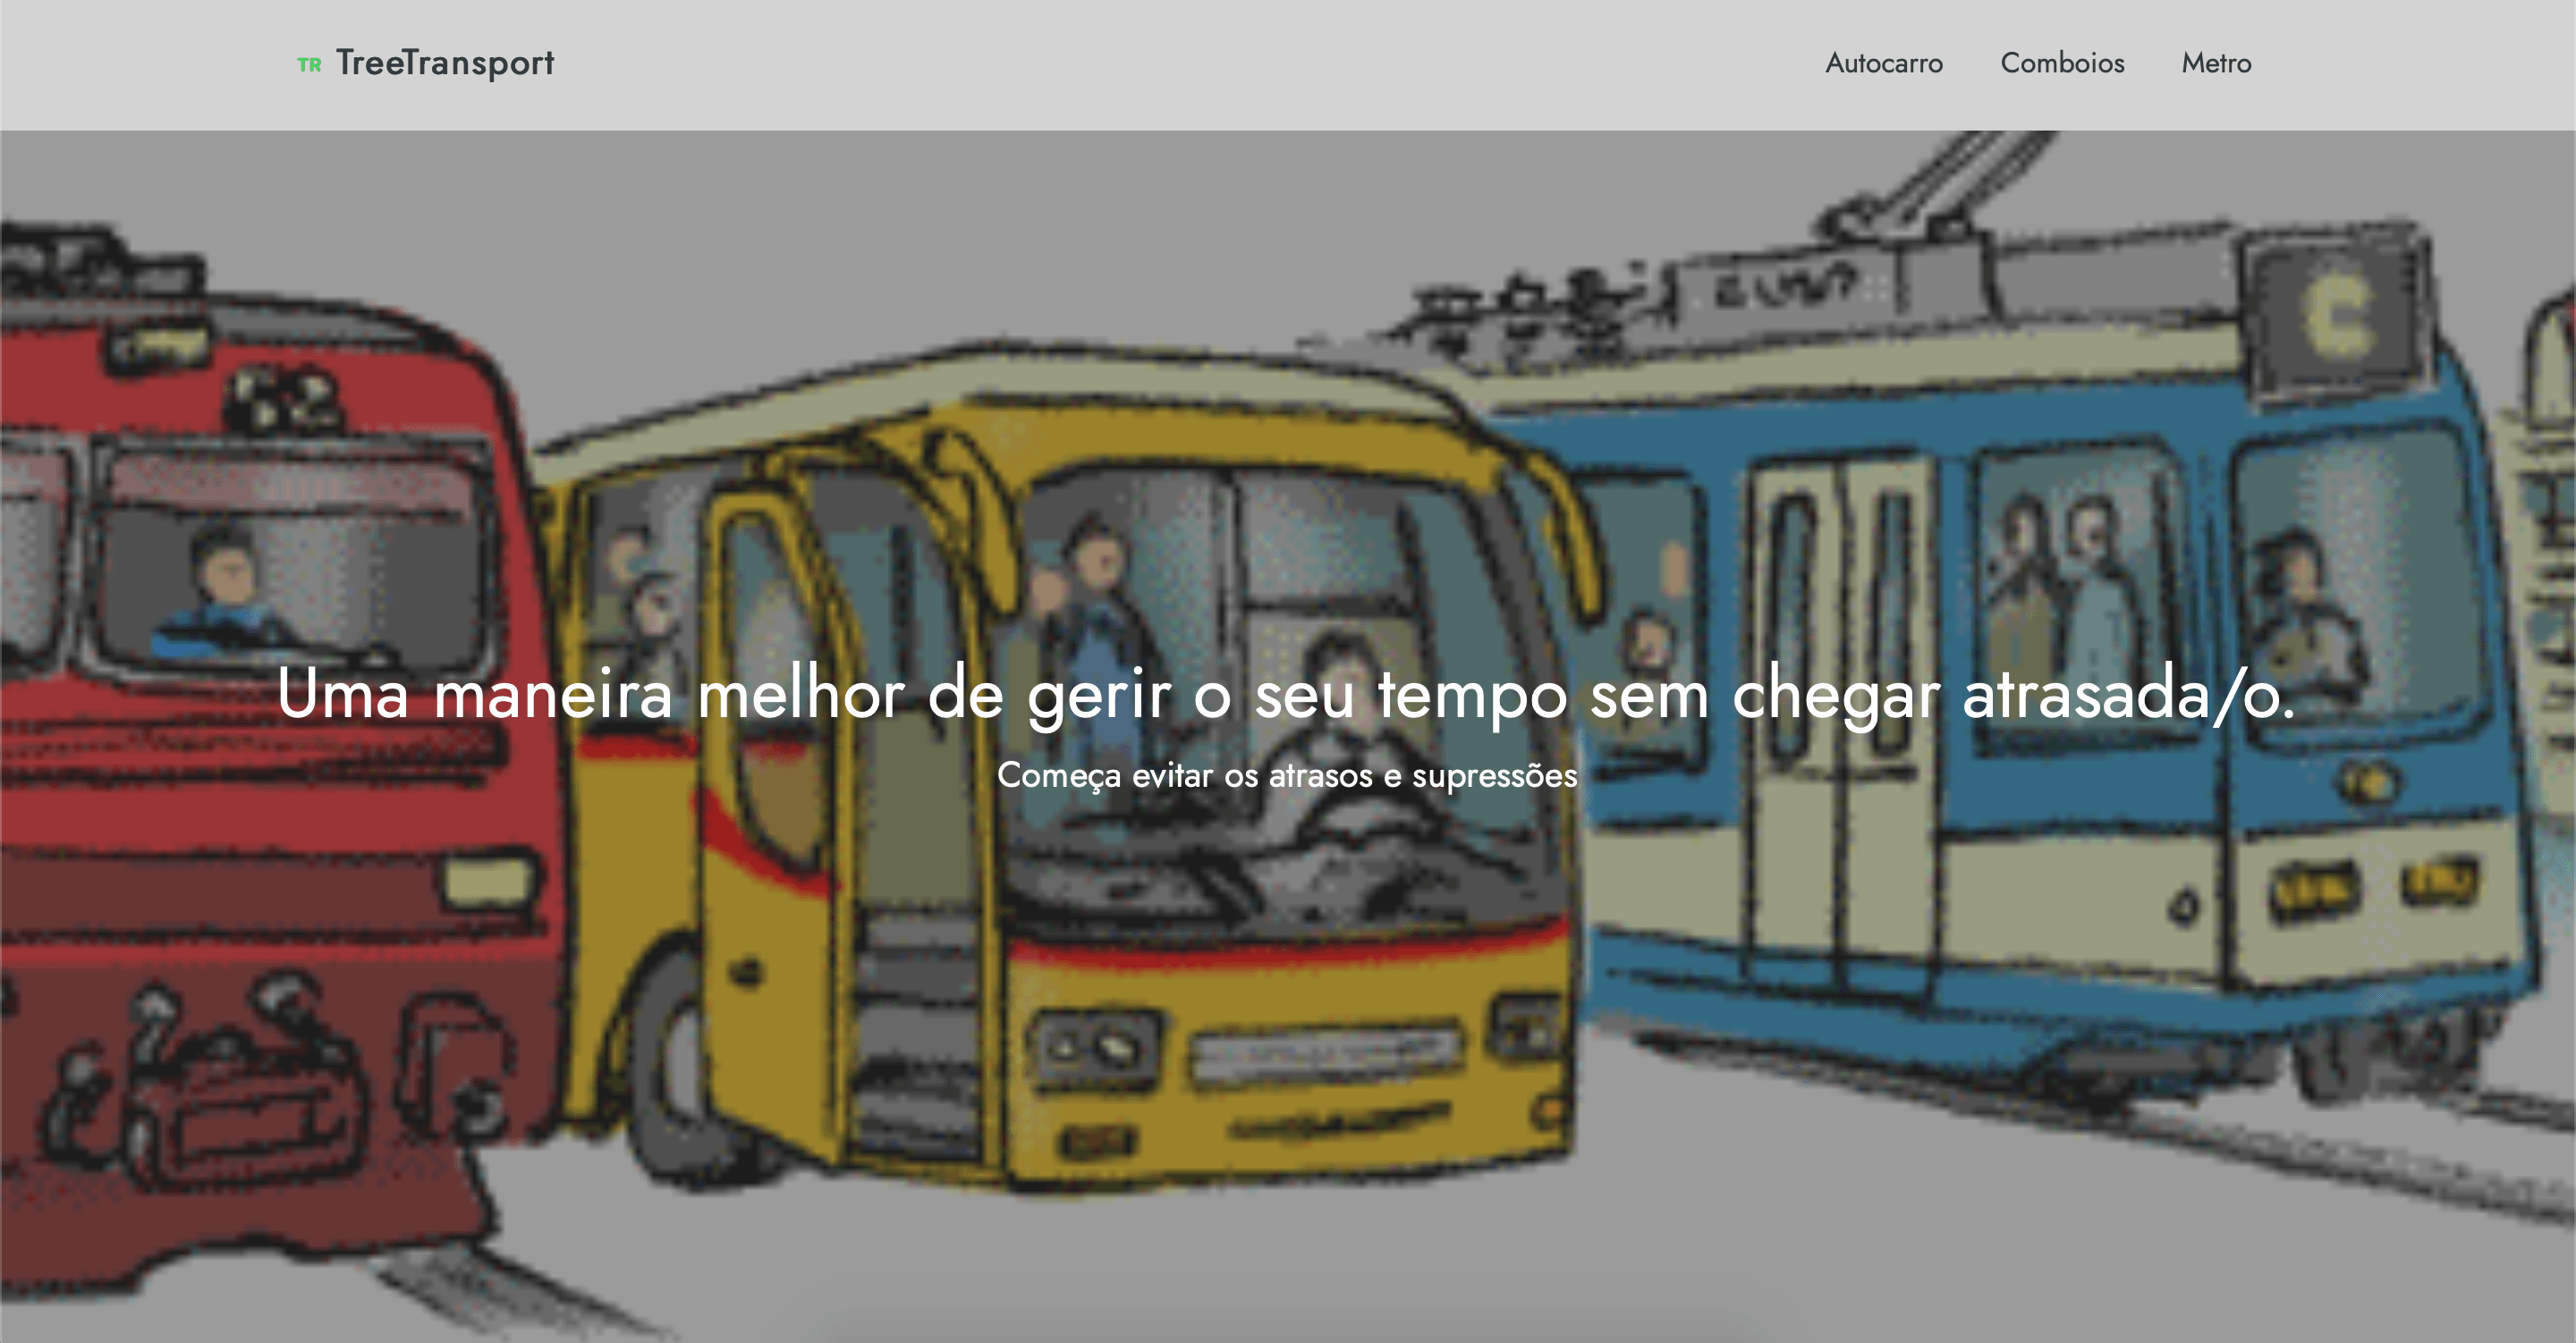 TR TreeTransport
Autocarro Comboios Metro
62
C
Uma maneira melhor de gerir o seu tempo sem chegar atrasada/o.
Começa evitar os atrasos e supressões